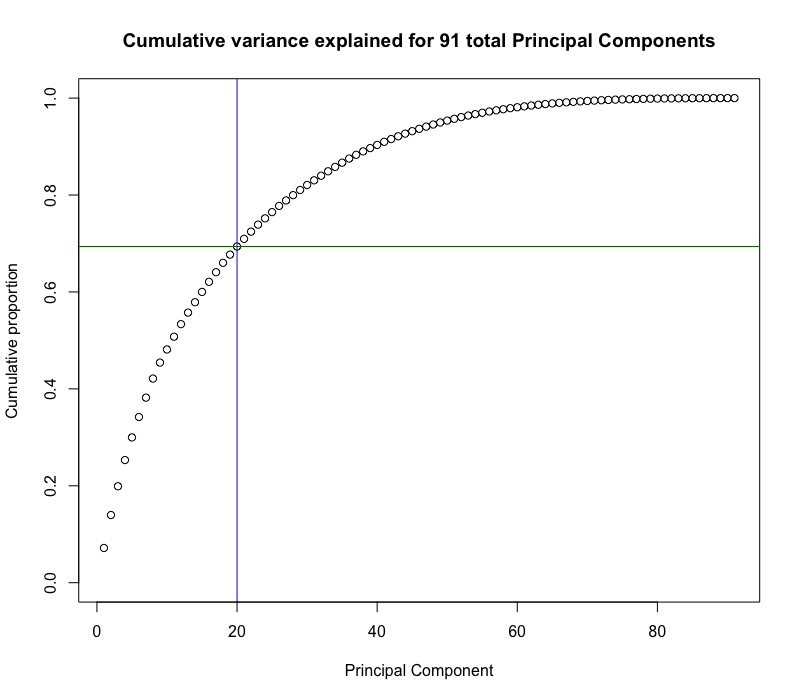 Cumulative variance explained for 91 total Principal Components
Cumulative proportion
1.0
0.8
0.6
0.4
0.2
0.0
0 20 40 60 80
Principal Component